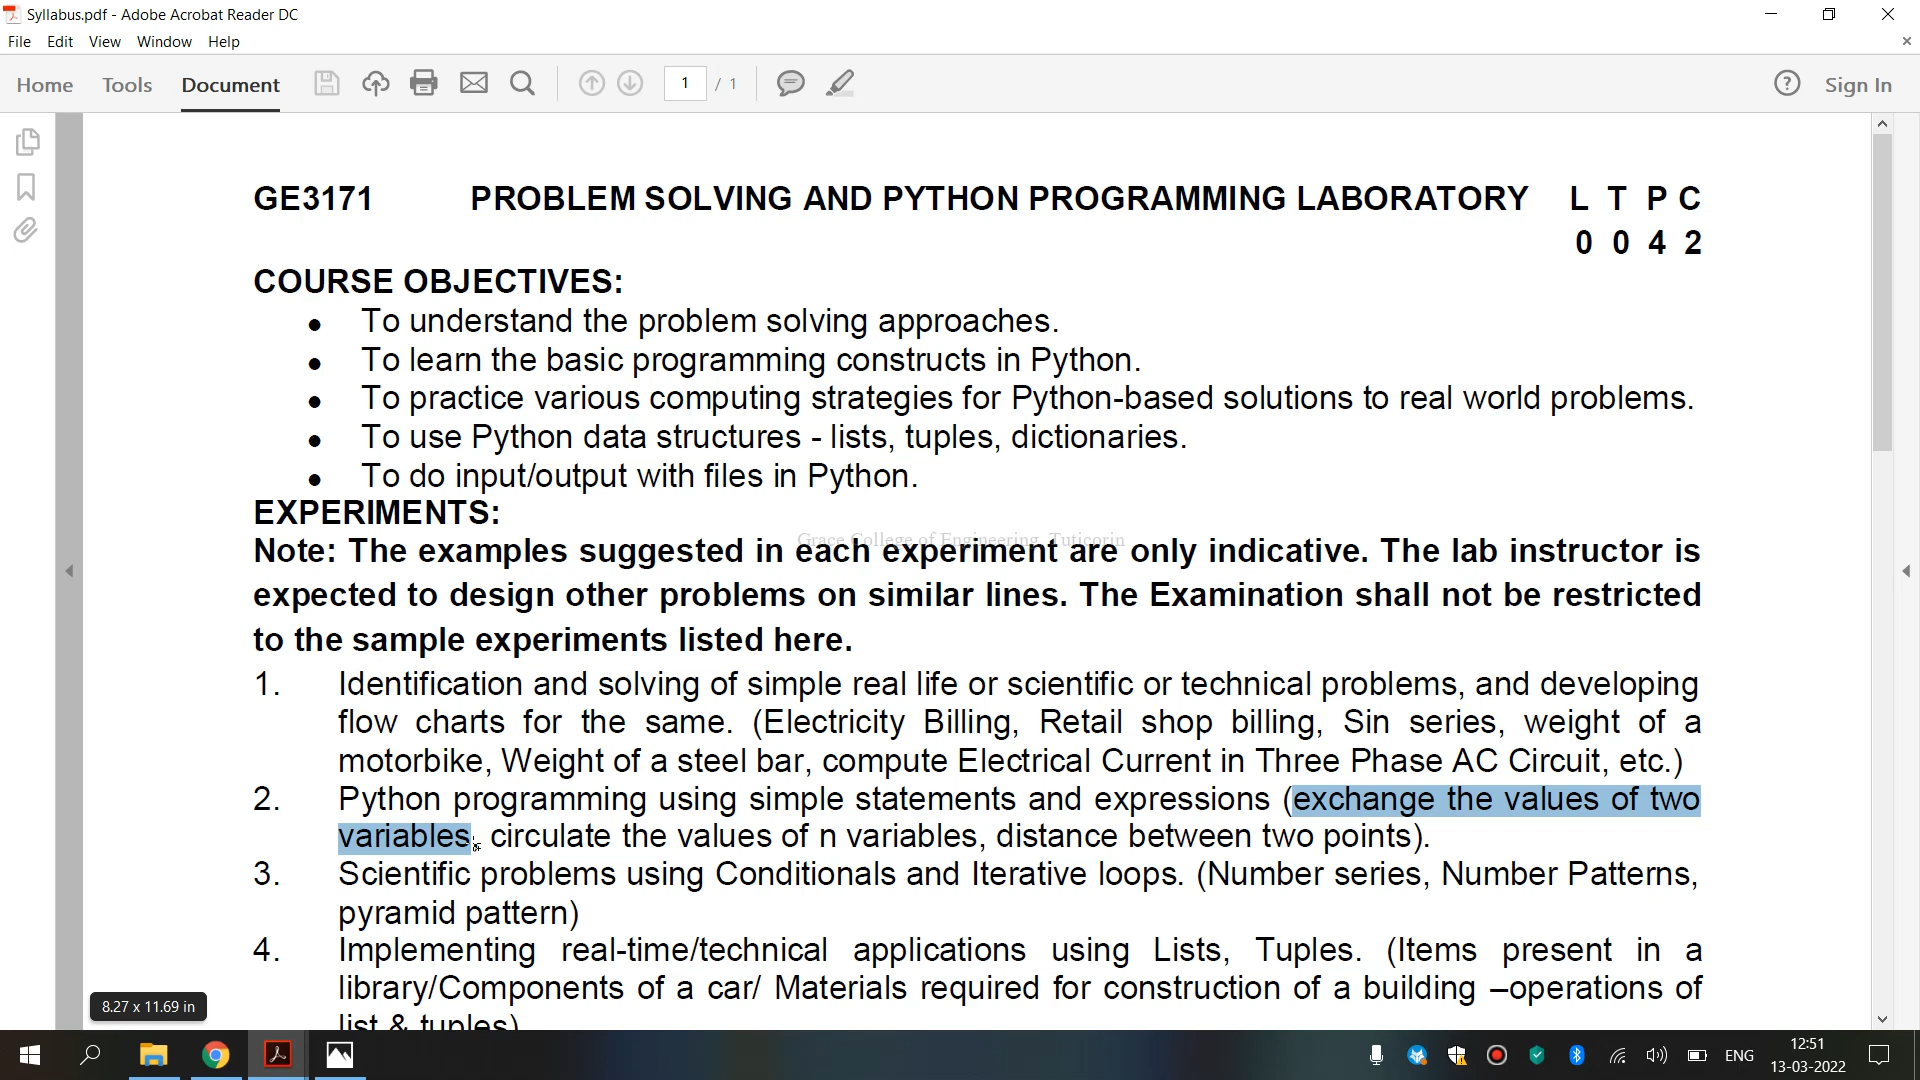 Syllabus.pdf - Adobe Acrobat Reader DC
File Edit View Window Help
Home Tools Document 1 / 1 Sign In
GE3171 PROBLEM SOLVING AND PYTHON PROGRAMMING LABORATORY L T P C
0 0 4 2
COURSE OBJECTIVES:
• To understand the problem solving approaches.
• To learn the basic programming constructs in Python.
• To practice various computing strategies for Python-based solutions to real world problems.
• To use Python data structures - lists, tuples, dictionaries.
• To do input/output with files in Python.
EXPERIMENTS:
Grace College of Engineering, Tuticorin
Note: The examples suggested in each experiment are only indicative. The lab instructor is
expected to design other problems on similar lines. The Examination shall not be restricted
to the sample experiments listed here.
1. Identification and solving of simple real life or scientific or technical problems, and developing
flow charts for the same. (Electricity Billing, Retail shop billing, Sin series, weight of a
motorbike, Weight of a steel bar, compute Electrical Current in Three Phase AC Circuit, etc.)
2. Python programming using simple statements and expressions (exchange the values of two
variables, circulate the values of n variables, distance between two points).
3. Scientific problems using Conditionals and Iterative loops. (Number series, Number Patterns,
pyramid pattern)
4. Implementing real-time/technical applications using Lists, Tuples. (Items present in a
library/Components of a car/ Materials required for construction of a building –operations of
list & tuples)
8.27 x 11.69 in
ENG
12:51
13-03-2022